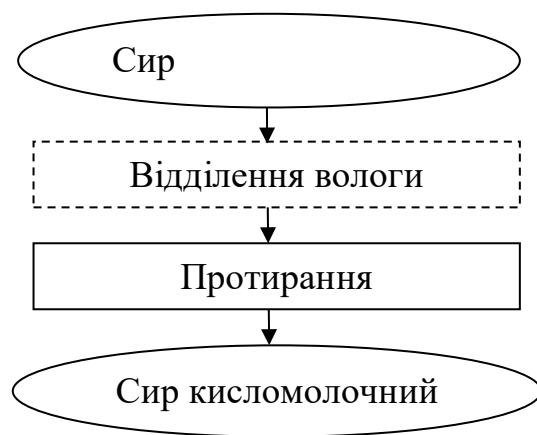 Сир
Відділення вологи
Протирання
Сир кисломолочний